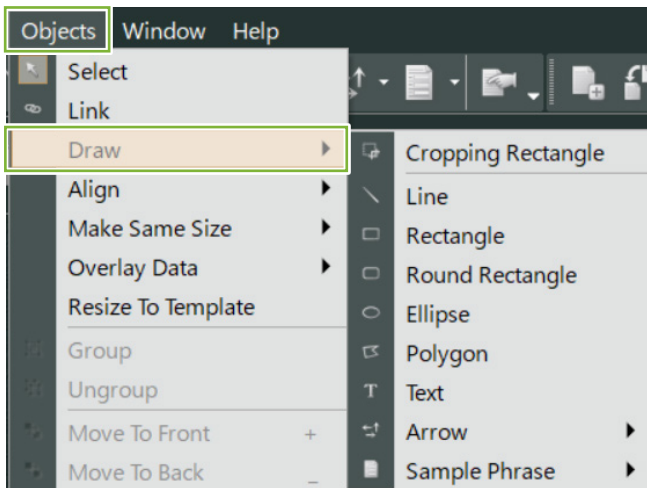 Objects Window Help
Select
Link
Draw
Align
Make Same Size
Overlay Data
Resize To Template
Group
Ungroup
Move To Front +
Move To Back _
Cropping Rectangle
Line
Rectangle
Round Rectangle
Ellipse
Polygon
T Text
Arrow
Sample Phrase